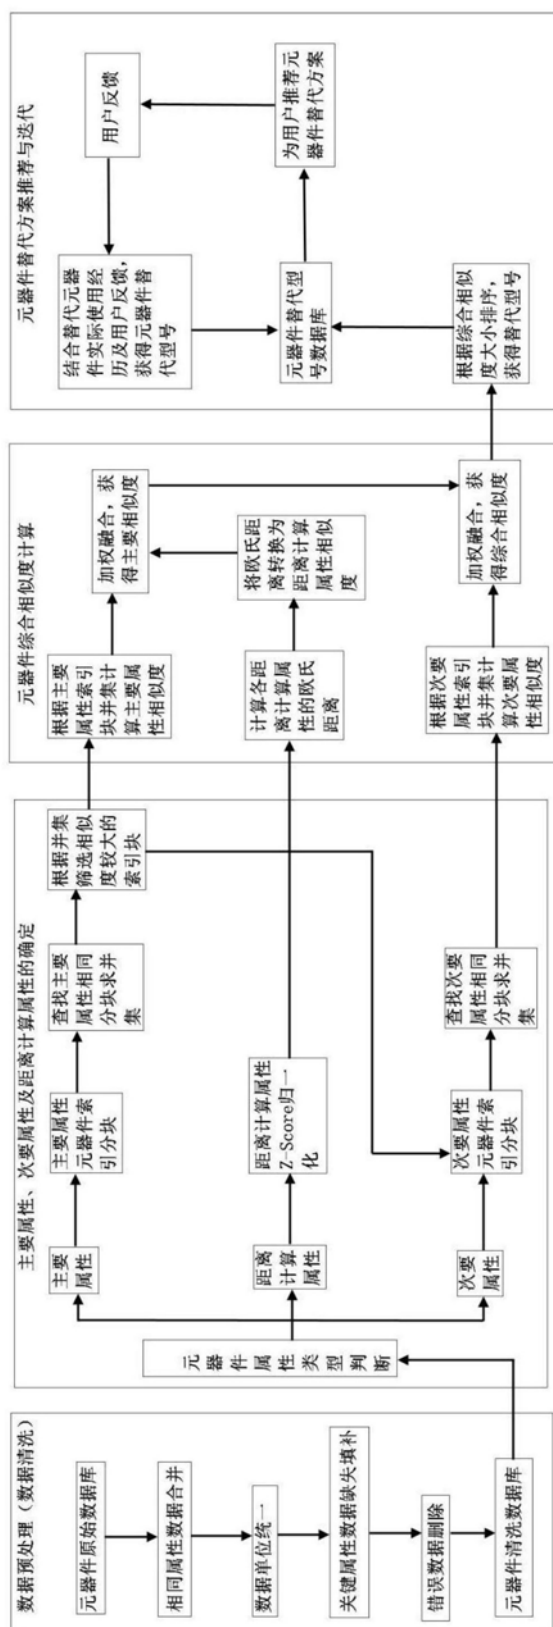 数据预处理（数据清洗）
元器件原始数据库
相同属性数据合并
数据单位统一
关键属性数据缺失填补
错误数据删除
元器件清洗数据库
主要属性、次要属性及距离计算属性的确定
元器件属性类型判
断
主要
属性
主要属性
元器件索
引分块
查找主要
属性相同
分块求并
集
根据并集
筛选相似
度较大的
索引块
距离
计算
属性
距离计算属性
Z-Score归一
化
次要
属性
次要属性
元器件索
引分块
查找次要
属性相同
分块求并
集
元器件综合相似度计算
根据主要
属性索引
块并集计
算主要属
性相似度
加权融合，获
得主要相似度
计算各距
离计算属
性的欧氏
距离
将欧氏距
离转换为
距离计算
属性相似
度
根据次要
属性索引
块并集计
算次要属
性相似度
加权融合，获
得综合相似度
元器件替代方案推荐与迭代
结合替代元器
件实际使用经
历及用户反馈，
获得元器件替
代型号
用户反馈
元器件替代型
号数据库
为用户推荐元
器件替代方案
根据综合相似
度大小排序，
获得替代型号